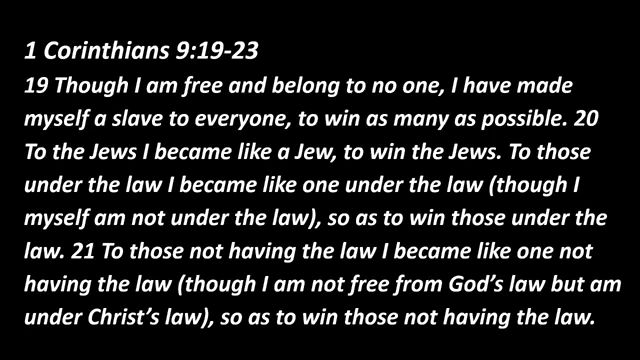 1 Corinthians 9:19-23
19 Though I am free and belong to no one, I have made
myself a slave to everyone, to win as many as possible. 20
To the Jews I became like a Jew, to win the Jews. To those
under the law I became like one under the law (though I
myself am not under the law), so as to win those under the
law. 21 To those not having the law I became like one not
having the law (though I am not free from God’s law but am
under Christ’s law), so as to win those not having the law.